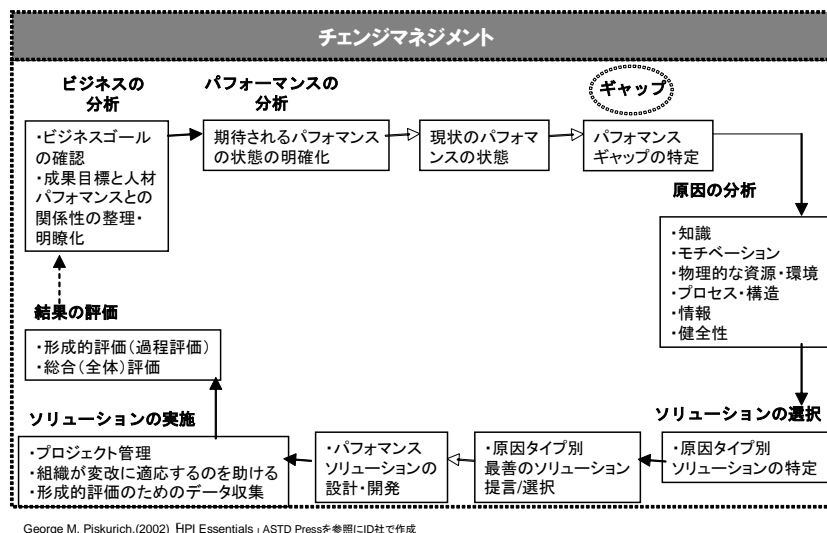 チェンジマネジメント
ビジネスの
分析
・ビジネスゴール
の確認
・成果目標と人材
パフォーマンスとの
関係性の整理・
明瞭化
パフォーマンスの
分析
期待されるパフォマンス
の状態の明確化
現状のパフォマ
ンスの状態
ギャップ
パフォマンス
ギャップの特定
原因の分析
・知識
・モチベーション
・物理的な資源・環境
・プロセス・構造
・情報
・健全性
ソリューションの選択
・原因タイプ別
ソリューションの特定
・原因タイプ別
最善のソリューション
提言/選択
・パフォマンス
ソリューションの
設計・開発
ソリューションの実施
・プロジェクト管理
・組織が変改に適応するのを助ける
・形成的評価のためのデータ収集
結果の評価
・形成的評価(過程評価)
・総合(全体)評価
George M. Piskurich.(2002) 「HPI Essentials」ASTD Pressを参照にID社で作成